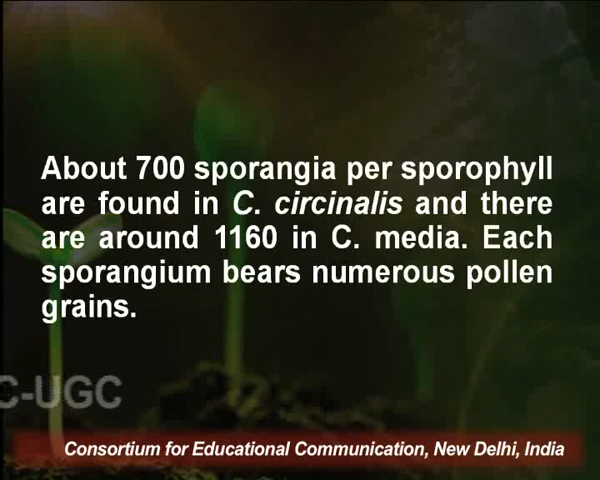 About 700 sporangia per sporophyll
are found in C. circinalis and there
are around 1160 in C. media. Each
sporangium bears numerous pollen
grains.
C-UGC
Consortium for Educational Communication, New Delhi, India